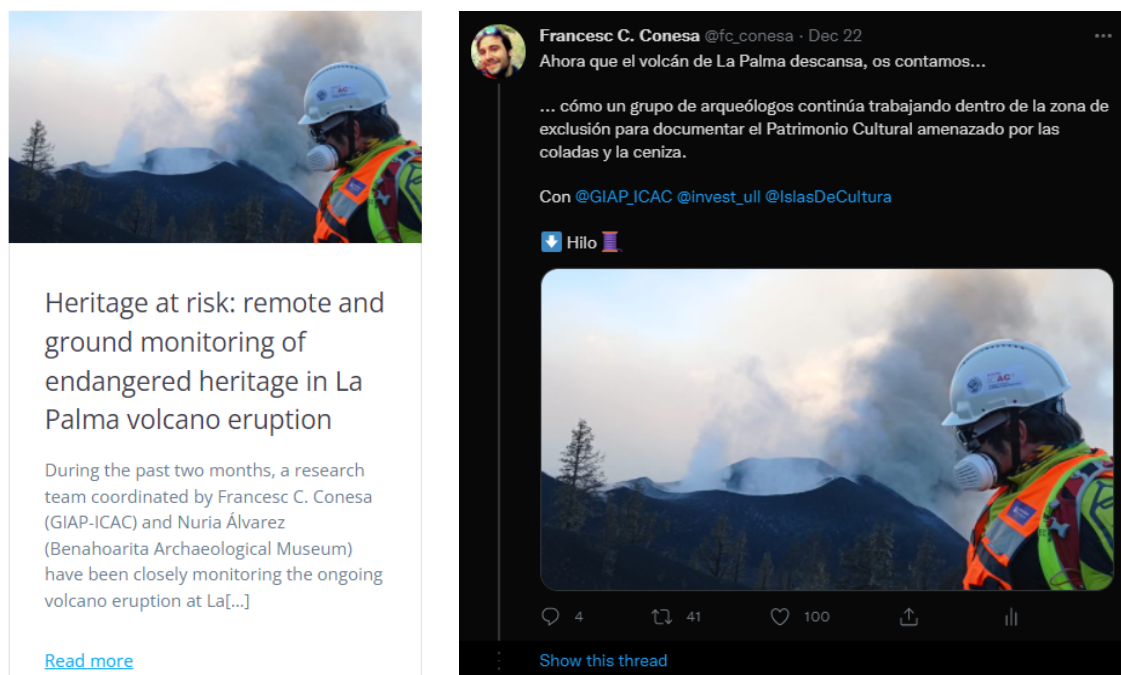 Heritage at risk: remote and
ground monitoring of
endangered heritage in La
Palma volcano eruption
During the past two months, a research
team coordinated by Francesc C. Conesa
(GIAP-ICAC) and Nuria Álvarez
(Benahoarita Archaeological Museum)
have been closely monitoring the ongoing
volcano eruption at La[...]
Read more
Francesc C. Conesa @fc_conesa · Dec 22
Ahora que el volcán de La Palma descansa, os contamos...
... cómo un grupo de arqueólogos continúa trabajando dentro de la zona de
exclusión para documentar el Patrimonio Cultural amenazado por las
coladas y la ceniza.
Con @GIAP_ICAC @invest_ull @IslasDeCultura
Hilo
4 41 100
Show this thread